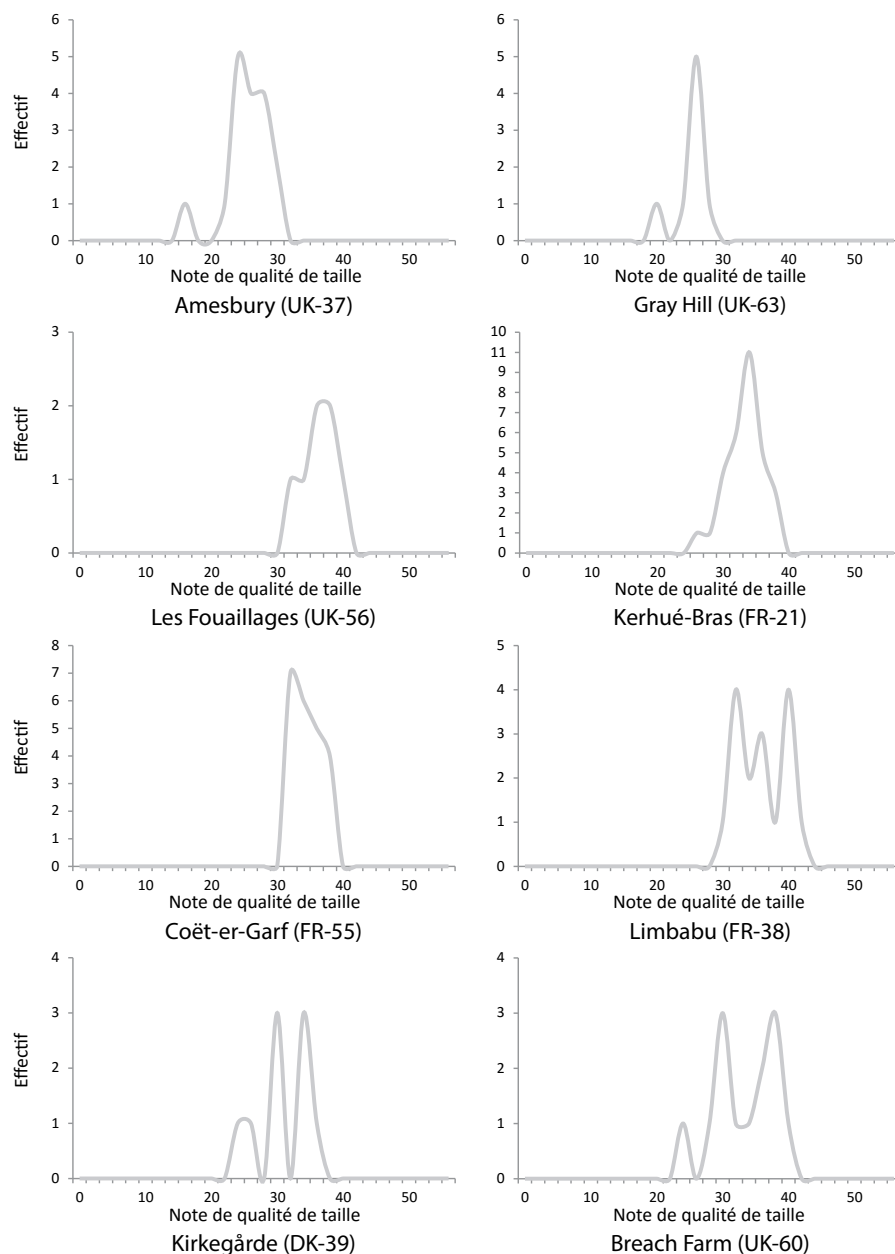 Effectif
6
5
4
3
2
1
0
0 10 20 30 40 50
Note de qualité de taille
Amesbury (UK-37)
6
5
4
3
2
1
0
0 10 20 30 40 50
Note de qualité de taille
Gray Hill (UK-63)
Effectif
3
2
1
0
0 10 20 30 40 50
Note de qualité de taille
Les Fouaillages (UK-56)
10
11
9
8
7
6
5
4
3
2
1
0
0 10 20 30 40 50
Note de qualité de taille
Kerhué-Bras (FR-21)
Effectif
8
7
6
5
4
3
2
1
0
0 10 20 30 40 50
Note de qualité de taille
Coët-er-Garf (FR-55)
5
4
3
2
1
0
0 10 20 30 40 50
Note de qualité de taille
Limbabu (FR-38)
Effectif
4
3
2
1
0
0 10 20 30 40 50
Note de qualité de taille
Kirkegårde (DK-39)
4
3
2
1
0
0 10 20 30 40 50
Note de qualité de taille
Breach Farm (UK-60)